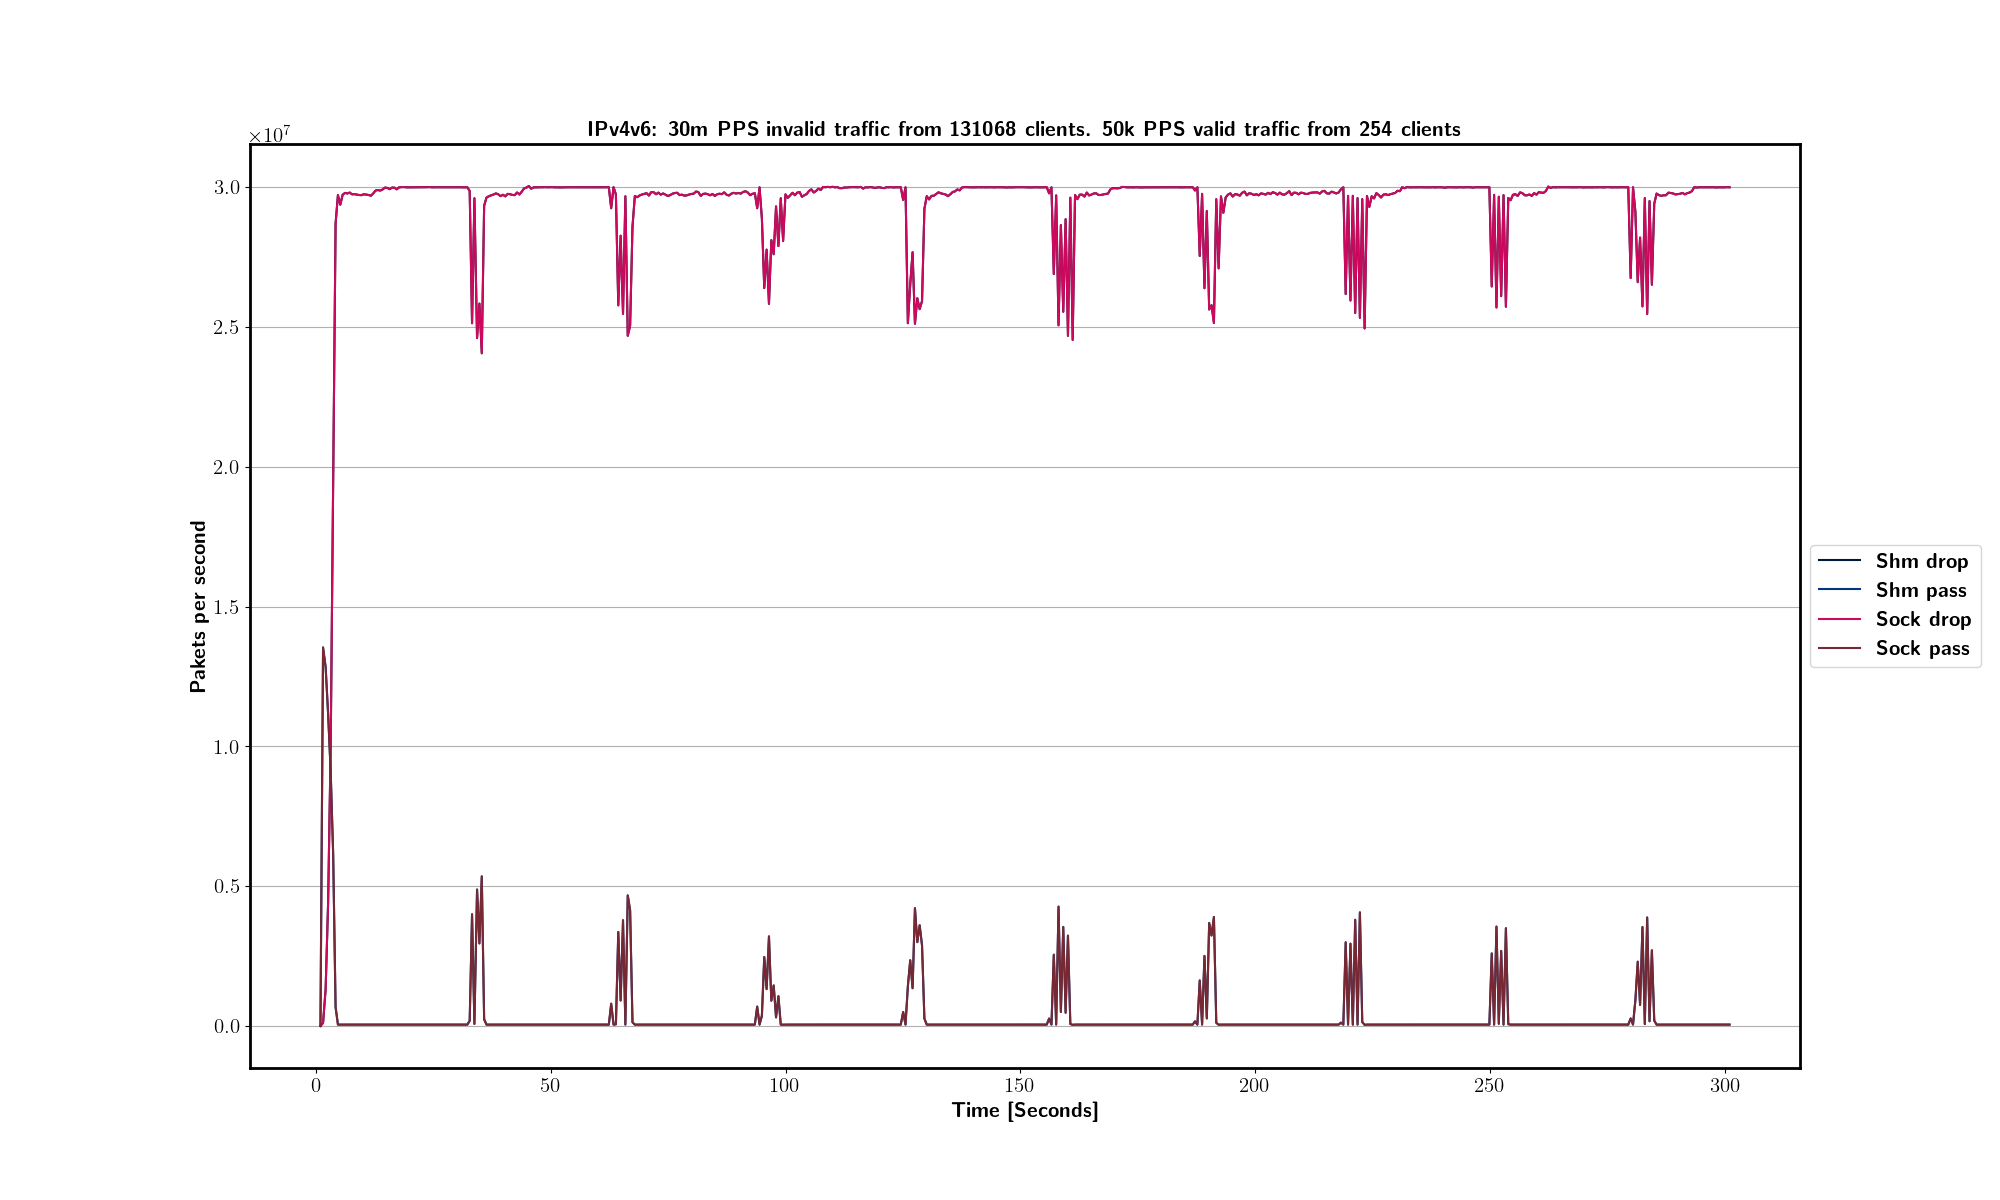 IPv4v6: 30m PPS invalid traffic from 131068 clients. 50k PPS valid traffic from 254 clients
×10⁷
3.0
2.5
2.0
1.5
1.0
0.5
0.0
Pakets per second
0 50 100 150 200 250 300
Time [Seconds]
Shm drop
Shm pass
Sock drop
Sock pass